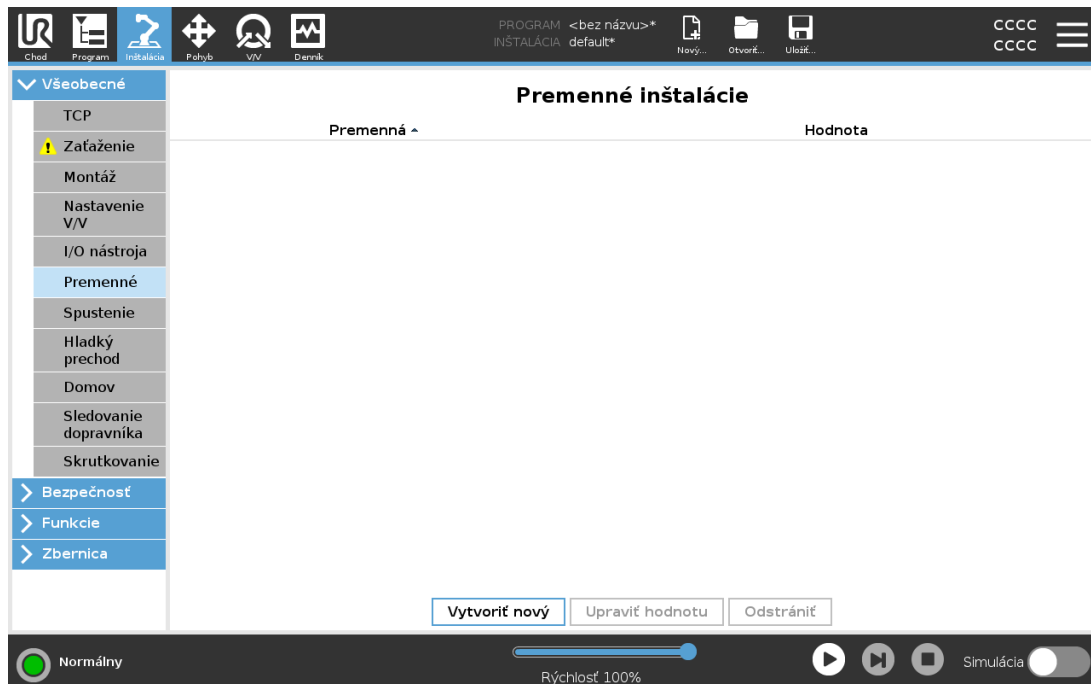 PROGRAM <bez názvu>*
INŠTALÁCIA default*
Chod Program Inštalácia Pohyb V/V Denník
Nový... Otvoriť... Uložiť...
CCCC
CCCC
Všeobecné
TCP
Zaťaženie
Montáž
Nastavenie
V/V
I/O nástroja
Premenné
Spustenie
Hladký
prechod
Domov
Sledovanie
dopravníka
Skrutkovanie
Bezpečnosť
Funkcie
Zbernica
Premenné inštalácie
Premenná Hodnota
Vytvoriť nový Upraviť hodnotu Odstrániť
Normálny
Rýchlosť 100%
Simulácia